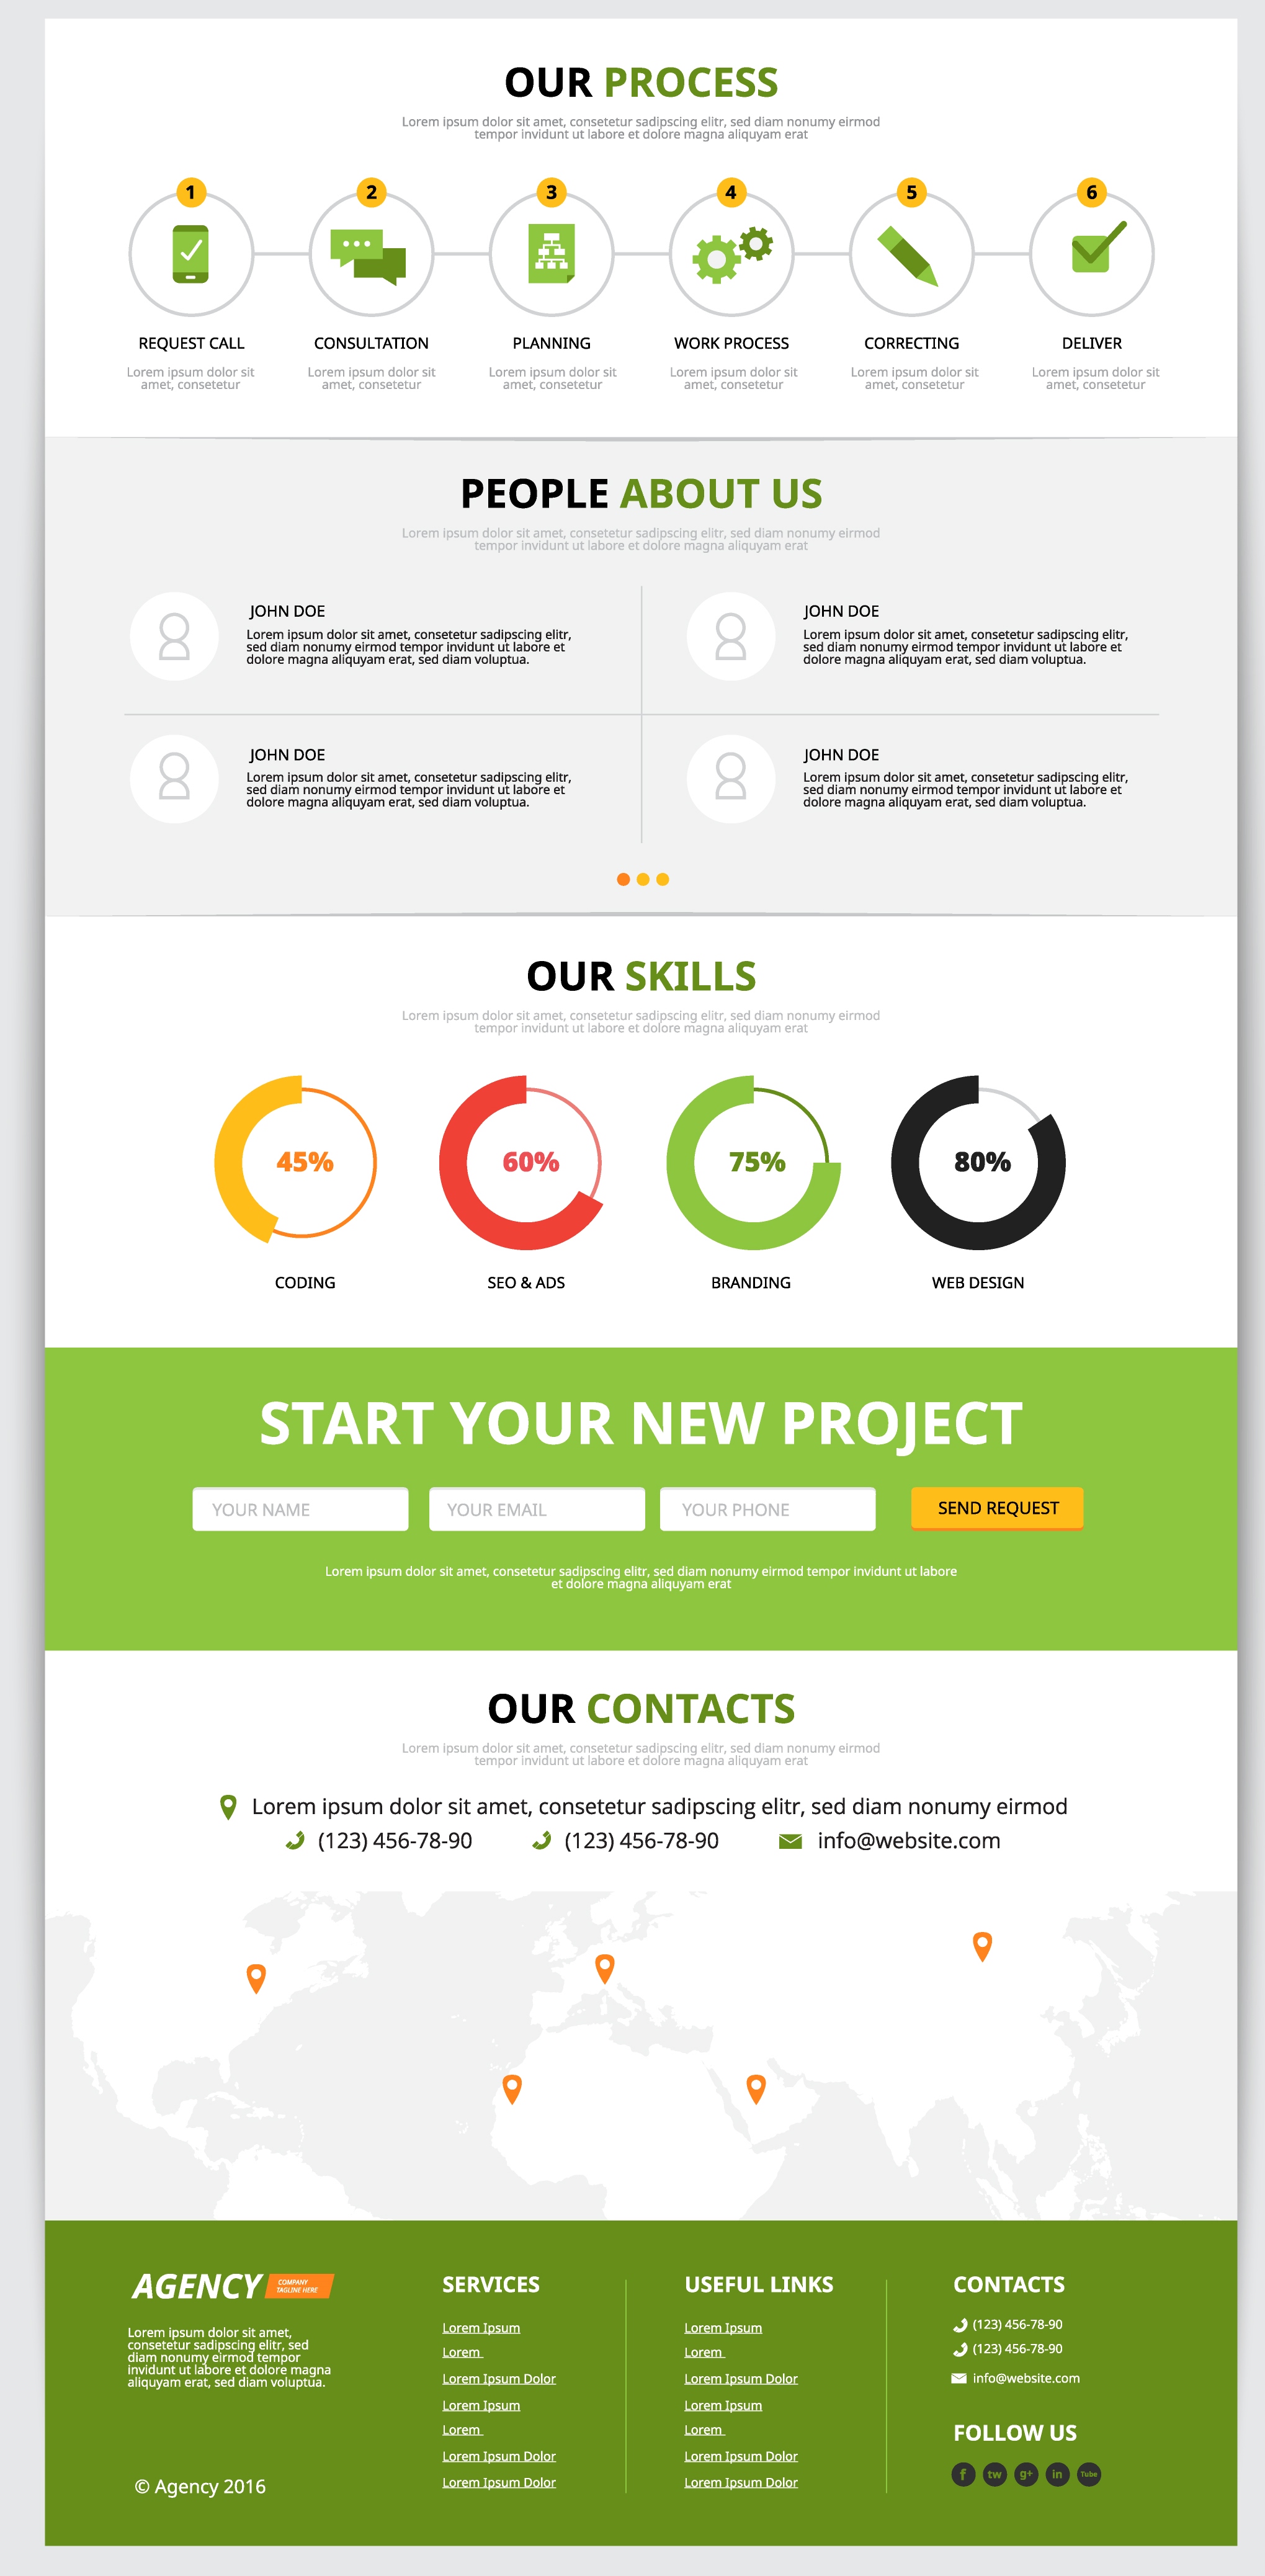 OUR PROCESS
Lorem ipsum dolor sit amet, consetetur sadipscing elitr, sed diam nonumy eirmod
tempor invidunt ut labore et dolore magna aliquyam erat
1
2
3
4
5
6
REQUEST CALL
CONSULTATION
PLANNING
WORK PROCESS
CORRECTING
DELIVER
Lorem ipsum dolor sit
amet, consetetur
Lorem ipsum dolor sit
amet, consetetur
Lorem ipsum dolor sit
amet, consetetur
Lorem ipsum dolor sit
amet, consetetur
Lorem ipsum dolor sit
amet, consetetur
Lorem ipsum dolor sit
amet, consetetur
PEOPLE ABOUT US
Lorem ipsum dolor sit amet, consetetur sadipscing elitr, sed diam nonumy eirmod
tempor invidunt ut labore et dolore magna aliquyam erat
JOHN DOE
Lorem ipsum dolor sit amet, consetetur sadipscing elitr,
sed diam nonumy eirmod tempor invidunt ut labore et
dolore magna aliquyam erat, sed diam voluptua.
JOHN DOE
Lorem ipsum dolor sit amet, consetetur sadipscing elitr,
sed diam nonumy eirmod tempor invidunt ut labore et
dolore magna aliquyam erat, sed diam voluptua.
JOHN DOE
Lorem ipsum dolor sit amet, consetetur sadipscing elitr,
sed diam nonumy eirmod tempor invidunt ut labore et
dolore magna aliquyam erat, sed diam voluptua.
JOHN DOE
Lorem ipsum dolor sit amet, consetetur sadipscing elitr,
sed diam nonumy eirmod tempor invidunt ut labore et
dolore magna aliquyam erat, sed diam voluptua.
OUR SKILLS
Lorem ipsum dolor sit amet, consetetur sadipscing elitr, sed diam nonumy eirmod
tempor invidunt ut labore et dolore magna aliquyam erat
45%
60%
75%
80%
CODING
SEO & ADS
BRANDING
WEB DESIGN
START YOUR NEW PROJECT
YOUR NAME
YOUR EMAIL
YOUR PHONE
SEND REQUEST
Lorem ipsum dolor sit amet, consetetur sadipscing elitr, sed diam nonumy eirmod tempor invidunt ut labore
et dolore magna aliquyam erat
OUR CONTACTS
Lorem ipsum dolor sit amet, consetetur sadipscing elitr, sed diam nonumy eirmod
tempor invidunt ut labore et dolore magna aliquyam erat
Lorem ipsum dolor sit amet, consetetur sadipscing elitr, sed diam nonumy eirmod
(123) 456-78-90
(123) 456-78-90
info@website.com
AGENCY
COMPANY
TAGLINE HERE
Lorem ipsum dolor sit amet,
consetetur sadipscing elitr, sed
diam nonumy eirmod tempor
invidunt ut labore et dolore magna
aliquyam erat, sed diam voluptua.
© Agency 2016
SERVICES
Lorem Ipsum
Lorem
Lorem Ipsum Dolor
Lorem Ipsum
Lorem
Lorem Ipsum Dolor
Lorem Ipsum Dolor
USEFUL LINKS
Lorem Ipsum
Lorem
Lorem Ipsum Dolor
Lorem Ipsum
Lorem
Lorem Ipsum Dolor
Lorem Ipsum Dolor
CONTACTS
(123) 456-78-90
(123) 456-78-90
info@website.com
FOLLOW US
f
tw
g+
in
Tube